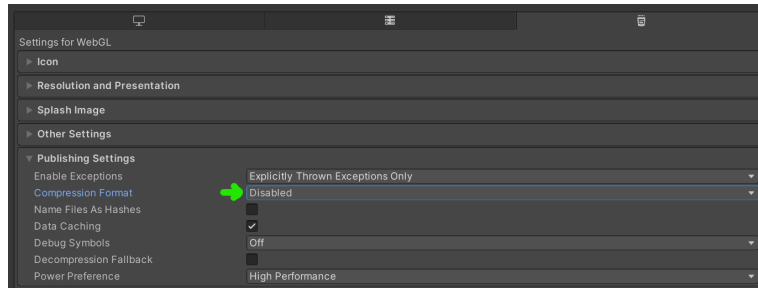 Settings for WebGL
Icon
Resolution and Presentation
Splash Image
Other Settings
Publishing Settings
Enable Exceptions Explicitly Thrown Exceptions Only
Compression Format Disabled
Name Files As Hashes
Data Caching
Debug Symbols Off
Decompression Fallback
Power Preference High Performance